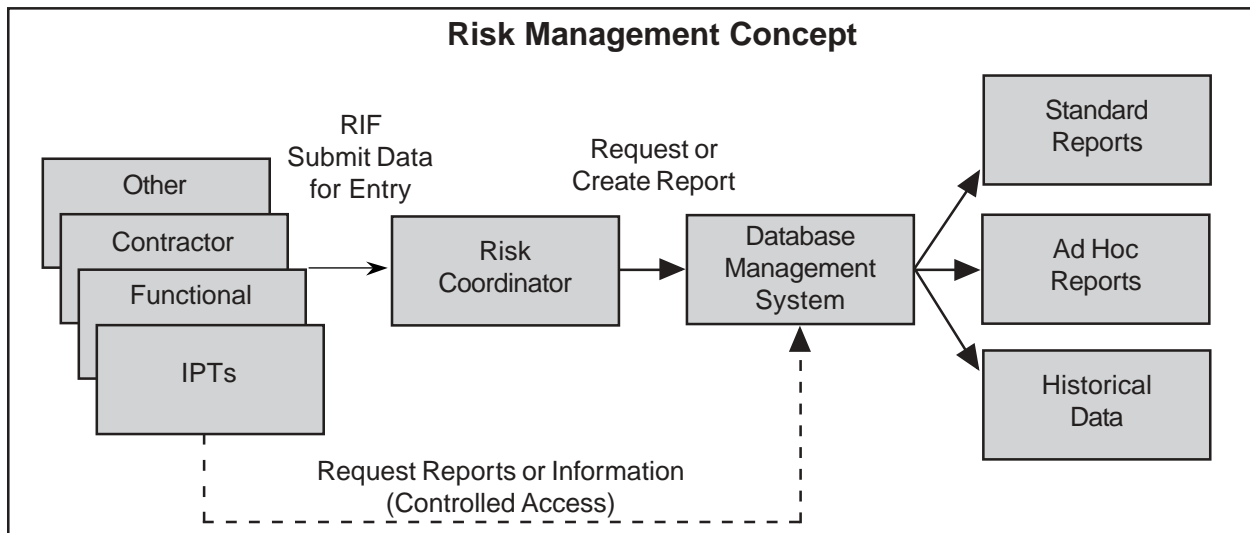 Risk Management Concept
RIF
Submit Data
for Entry
Request or
Create Report
Other
Contractor
Functional
IPTs
Risk
Coordinator
Database
Management
System
Standard
Reports
Ad Hoc
Reports
Historical
Data
Request Reports or Information
(Controlled Access)